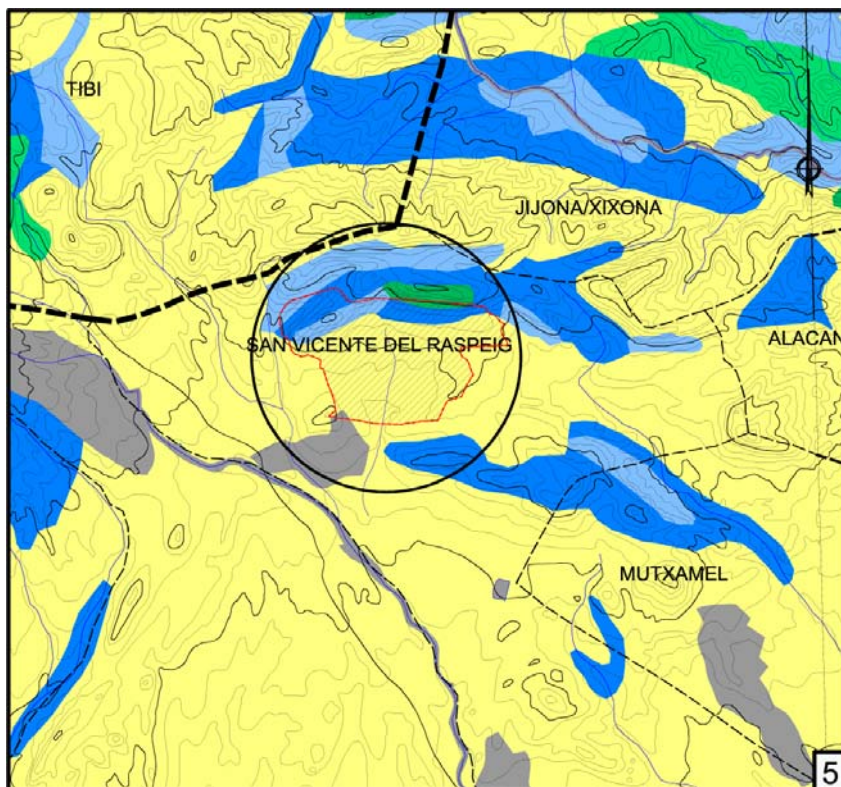 TIBI
JIJONA/XIXONA
SAN VICENTE DEL RASPEIG
ALACAN
MUTXAMEL
5